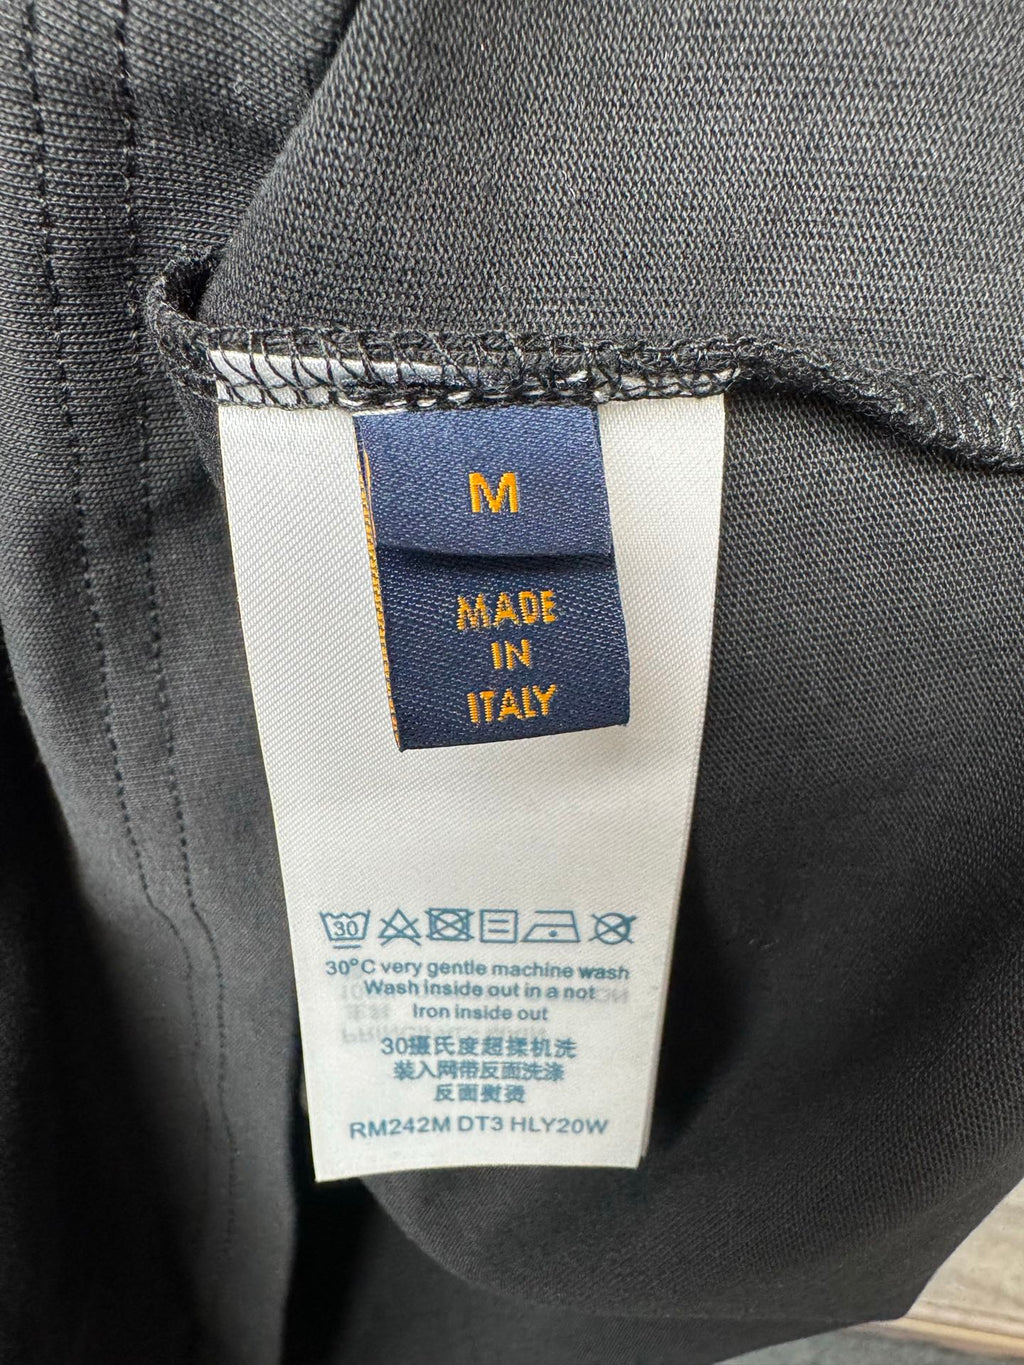 M
MADE
IN
ITALY
30
30°C very gentle machine wash
Wash inside out in a not
Iron inside out
30摄氏度超揉机洗
装入网带反面洗涤
反面熨烫
RM242M DT3 HLY20W